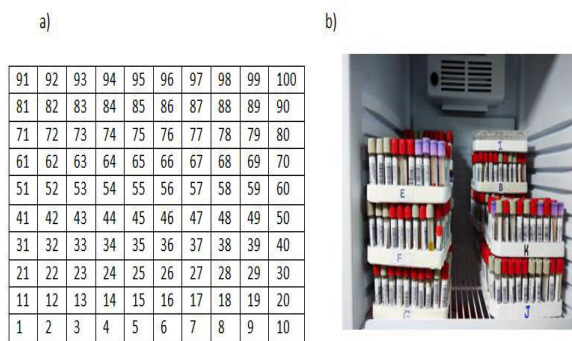 a)
b)
91 92 93 94 95 96 97 98 99 100
81 82 83 84 85 86 87 88 89 90
71 72 73 74 75 76 77 78 79 80
61 62 63 64 65 66 67 68 69 70
51 52 53 54 55 56 57 58 59 60
41 42 43 44 45 46 47 48 49 50
31 32 33 34 35 36 37 38 39 40
21 22 23 24 25 26 27 28 29 30
11 12 13 14 15 16 17 18 19 20
1 2 3 4 5 6 7 8 9 10
I
E
B
F
K
G
J